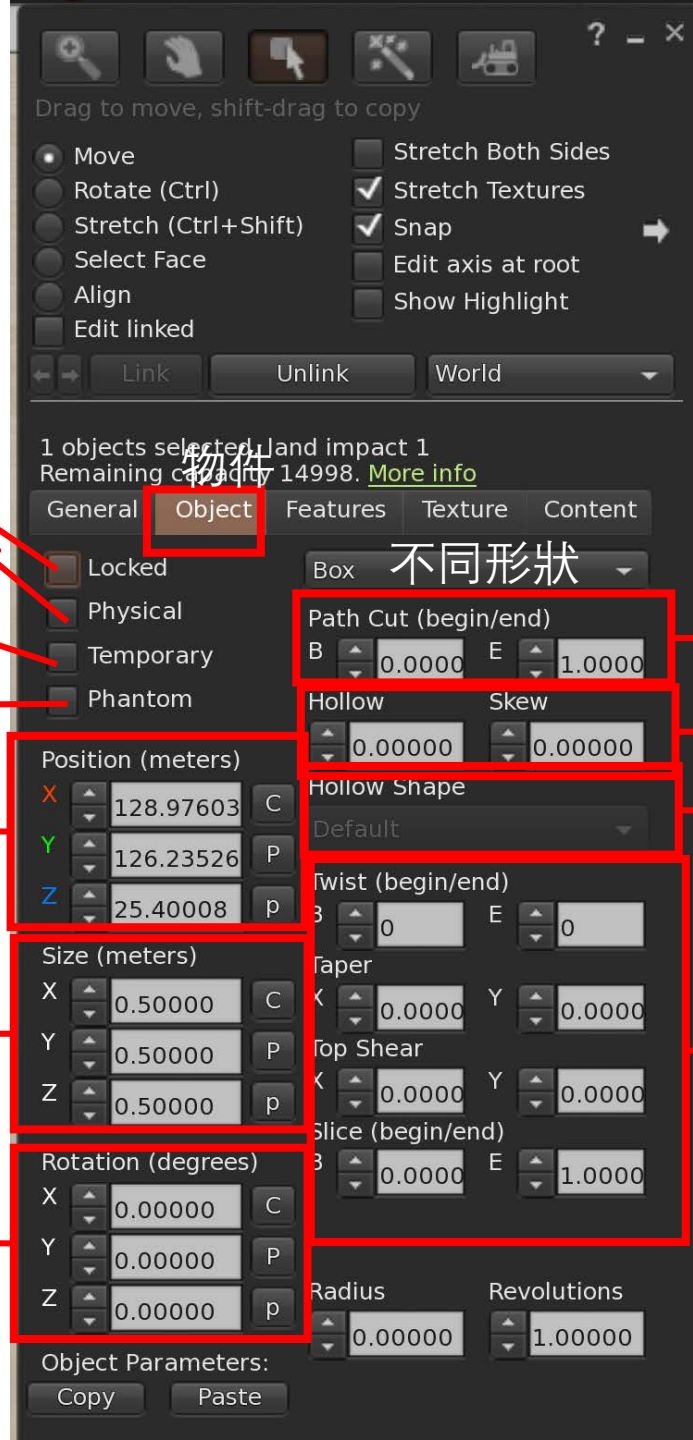 ? _ ×
Drag to move, shift-drag to copy
Move
Rotate (Ctrl)
Stretch (Ctrl+Shift)
Select Face
Align
Edit linked
Stretch Both Sides
Stretch Textures
Snap
Edit axis at root
Show Highlight
Link Unlink World
1 objects selected, land impact 1
Remaining capacity 14998. More info
物件
General Object Features Texture Content
Locked
Physical
Temporary
Phantom
Position (meters)
X 128.97603 C
Y 126.23526 P
Z 25.40008 p
Size (meters)
X 0.50000 C
Y 0.50000 P
Z 0.50000 p
Rotation (degrees)
X 0.00000 C
Y 0.00000 P
Z 0.00000 p
Object Parameters:
Copy Paste
Box 不同形狀
Path Cut (begin/end)
B 0.0000 E 1.0000
Hollow Skew
0.00000 0.00000
Hollow Shape
Default
Twist (begin/end)
B 0 E 0
Taper
X 0.0000 Y 0.0000
Top Shear
X 0.0000 Y 0.0000
Slice (begin/end)
B 0.0000 E 1.0000
Radius Revolutions
0.00000 1.00000